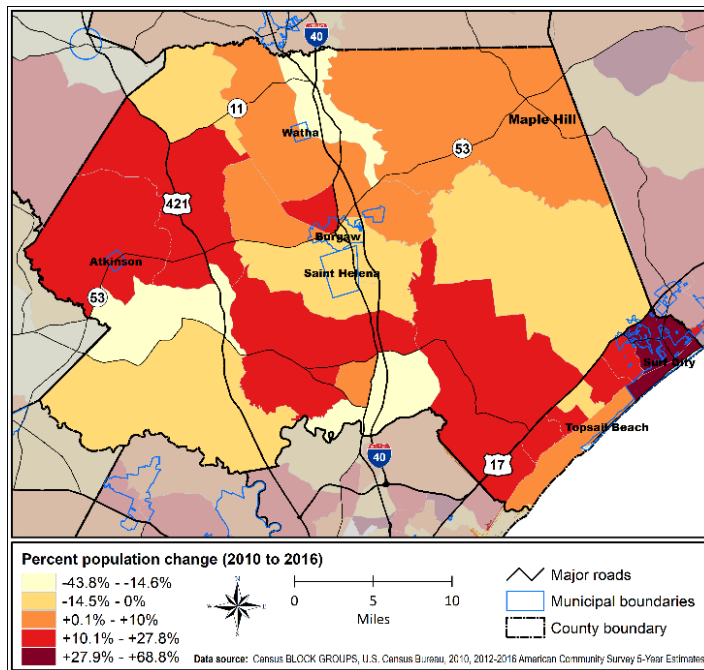 40
11
Watha
Maple Hill
53
421
Burgaw
Atkinson
Saint Helena
53
Surf City
Topsail Beach
17
40
Percent population change (2010 to 2016)
-43.8% - -14.6%
-14.5% - 0%
+0.1% - +10%
+10.1% - +27.8%
+27.9% - +68.8%
N
W
E
S
0 5 10
Miles
Major roads
Municipal boundaries
County boundary
Data source: Census BLOCK GROUPS, U.S. Census Bureau, 2010, 2012-2016 American Community Survey 5-Year Estimates